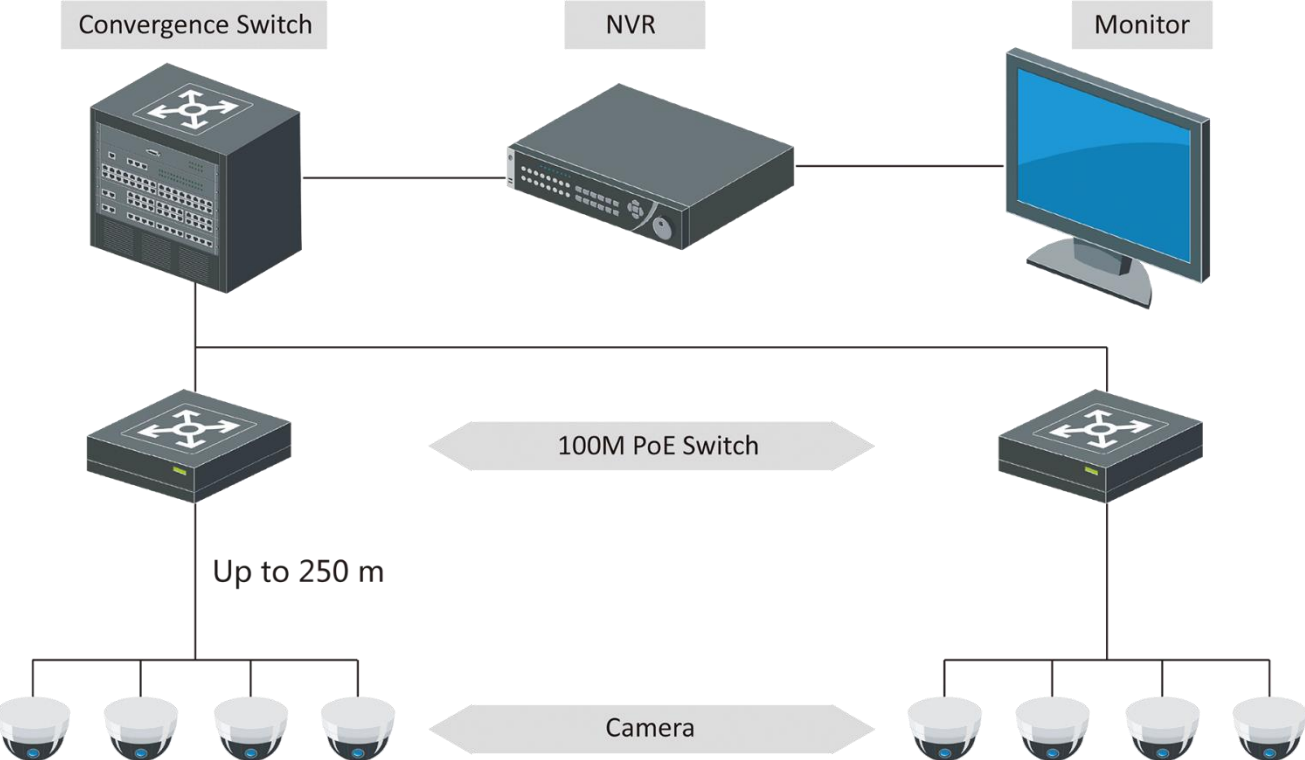 Convergence Switch
NVR
Monitor
100M PoE Switch
Up to 250 m
Camera